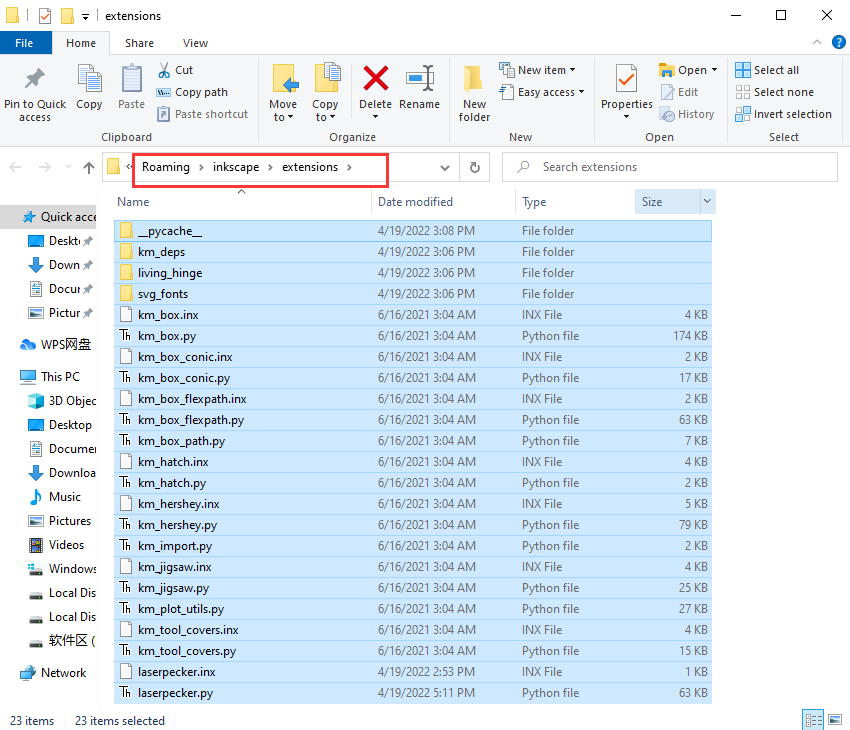 extensions
File Home Share View
Pin to Quick access
Copy
Paste
Cut
Copy path
Paste shortcut
Clipboard
Move to
Copy to
Delete
Rename
Organize
New folder
New item
Easy access
New
Properties
Open
Edit
History
Open
Select all
Select none
Invert selection
Select
« Roaming › inkscape › extensions ›
Search extensions
Name Date modified Type Size
Quick acce
Deskt
Down
Docur
Pictur
WPS网盘
This PC
3D Objec
Desktop
Documer
Downloa
Music
Pictures
Videos
Windows
Local Dis
Local Dis
软件区 (
Network
__pycache__ 4/19/2022 3:08 PM File folder
km_deps 4/19/2022 3:06 PM File folder
living_hinge 4/19/2022 3:06 PM File folder
svg_fonts 4/19/2022 3:06 PM File folder
km_box.inx 6/16/2021 3:04 AM INX File 4 KB
km_box.py 6/16/2021 3:04 AM Python file 174 KB
km_box_conic.inx 6/16/2021 3:04 AM INX File 2 KB
km_box_conic.py 6/16/2021 3:04 AM Python file 17 KB
km_box_flexpath.inx 6/16/2021 3:04 AM INX File 2 KB
km_box_flexpath.py 6/16/2021 3:04 AM Python file 63 KB
km_box_path.py 6/16/2021 3:04 AM Python file 7 KB
km_hatch.inx 6/16/2021 3:04 AM INX File 4 KB
km_hatch.py 6/16/2021 3:04 AM Python file 2 KB
km_hershey.inx 6/16/2021 3:04 AM INX File 5 KB
km_hershey.py 6/16/2021 3:04 AM Python file 79 KB
km_import.py 6/16/2021 3:04 AM Python file 2 KB
km_jigsaw.inx 6/16/2021 3:04 AM INX File 4 KB
km_jigsaw.py 6/16/2021 3:04 AM Python file 25 KB
km_plot_utils.py 6/16/2021 3:04 AM Python file 27 KB
km_tool_covers.inx 6/16/2021 3:04 AM INX File 4 KB
km_tool_covers.py 6/16/2021 3:04 AM Python file 15 KB
laserpecker.inx 4/19/2022 2:53 PM INX File 1 KB
laserpecker.py 4/19/2022 5:11 PM Python file 63 KB
23 items 23 items selected